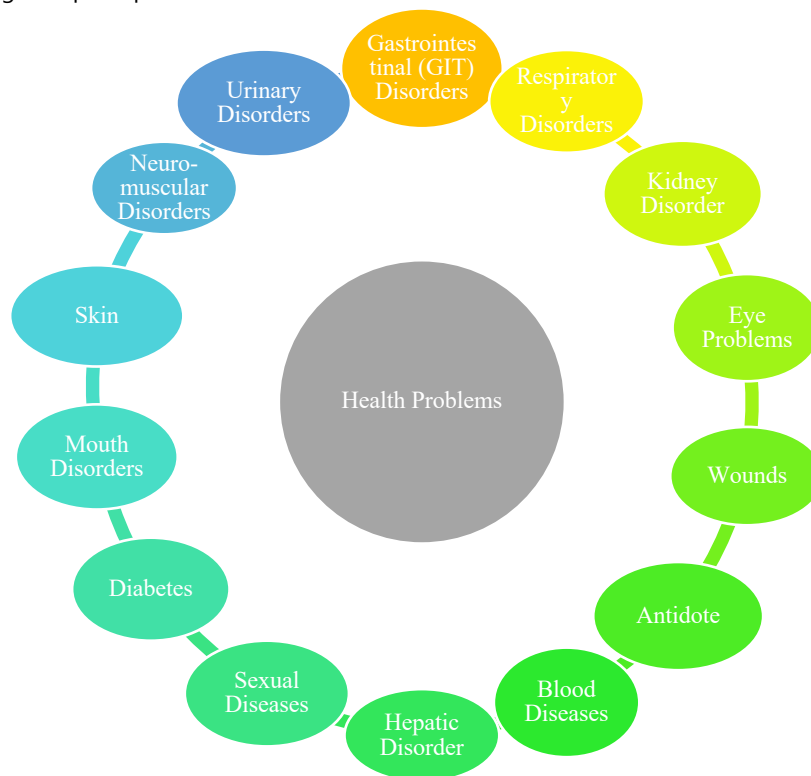 Gastrointes
tinal (GIT)
Disorders
Respirator
y
Disorders
Kidney
Disorder
Eye
Problems
Wounds
Antidote
Blood
Diseases
Hepatic
Disorder
Sexual
Diseases
Diabetes
Mouth
Disorders
Skin
Neuro-
muscular
Disorders
Urinary
Disorders
Health Problems